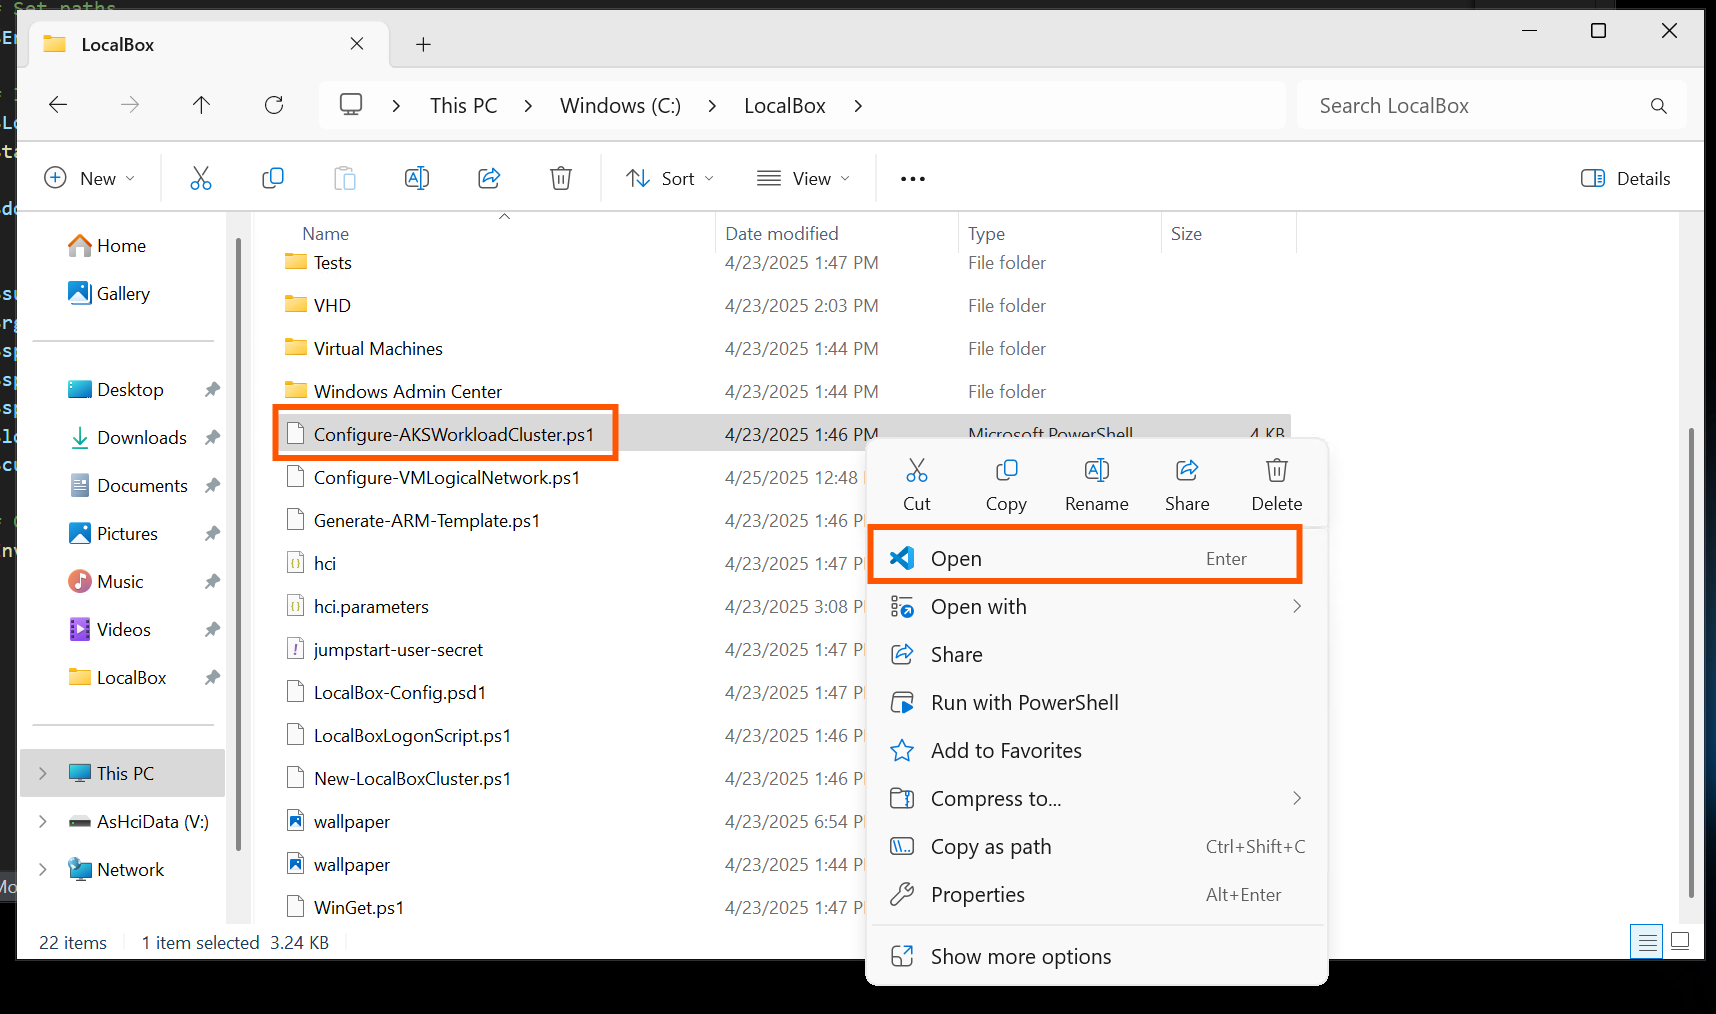 Set paths
LocalBox
This PC
Windows (C:)
LocalBox
Search LocalBox
New
Sort
View
Details
Name
Date modified
Type
Size
Home
Gallery
Desktop
Downloads
Documents
Pictures
Music
Videos
LocalBox
This PC
AsHciData (V:)
Network
Tests 4/23/2025 1:47 PM File folder
VHD 4/23/2025 2:03 PM File folder
Virtual Machines 4/23/2025 1:44 PM File folder
Windows Admin Center 4/23/2025 1:44 PM File folder
Configure-AKSWorkloadCluster.ps1 4/23/2025 1:46 PM Microsoft PowerShell 4 KB
Configure-VMLogicalNetwork.ps1 4/25/2025 12:48
Generate-ARM-Template.ps1 4/23/2025 1:46 P
hci 4/23/2025 1:47 P
hci.parameters 4/23/2025 3:08 P
jumpstart-user-secret 4/23/2025 1:47 P
LocalBox-Config.psd1 4/23/2025 1:47 P
LocalBoxLogonScript.ps1 4/23/2025 1:46 P
New-LocalBoxCluster.ps1 4/23/2025 1:46 P
wallpaper 4/23/2025 6:54 P
wallpaper 4/23/2025 1:44 P
WinGet.ps1 4/23/2025 1:47 P
Cut
Copy
Rename
Share
Delete
Open Enter
Open with
Share
Run with PowerShell
Add to Favorites
Compress to...
Copy as path Ctrl+Shift+C
Properties Alt+Enter
Show more options
22 items
1 item selected 3.24 KB